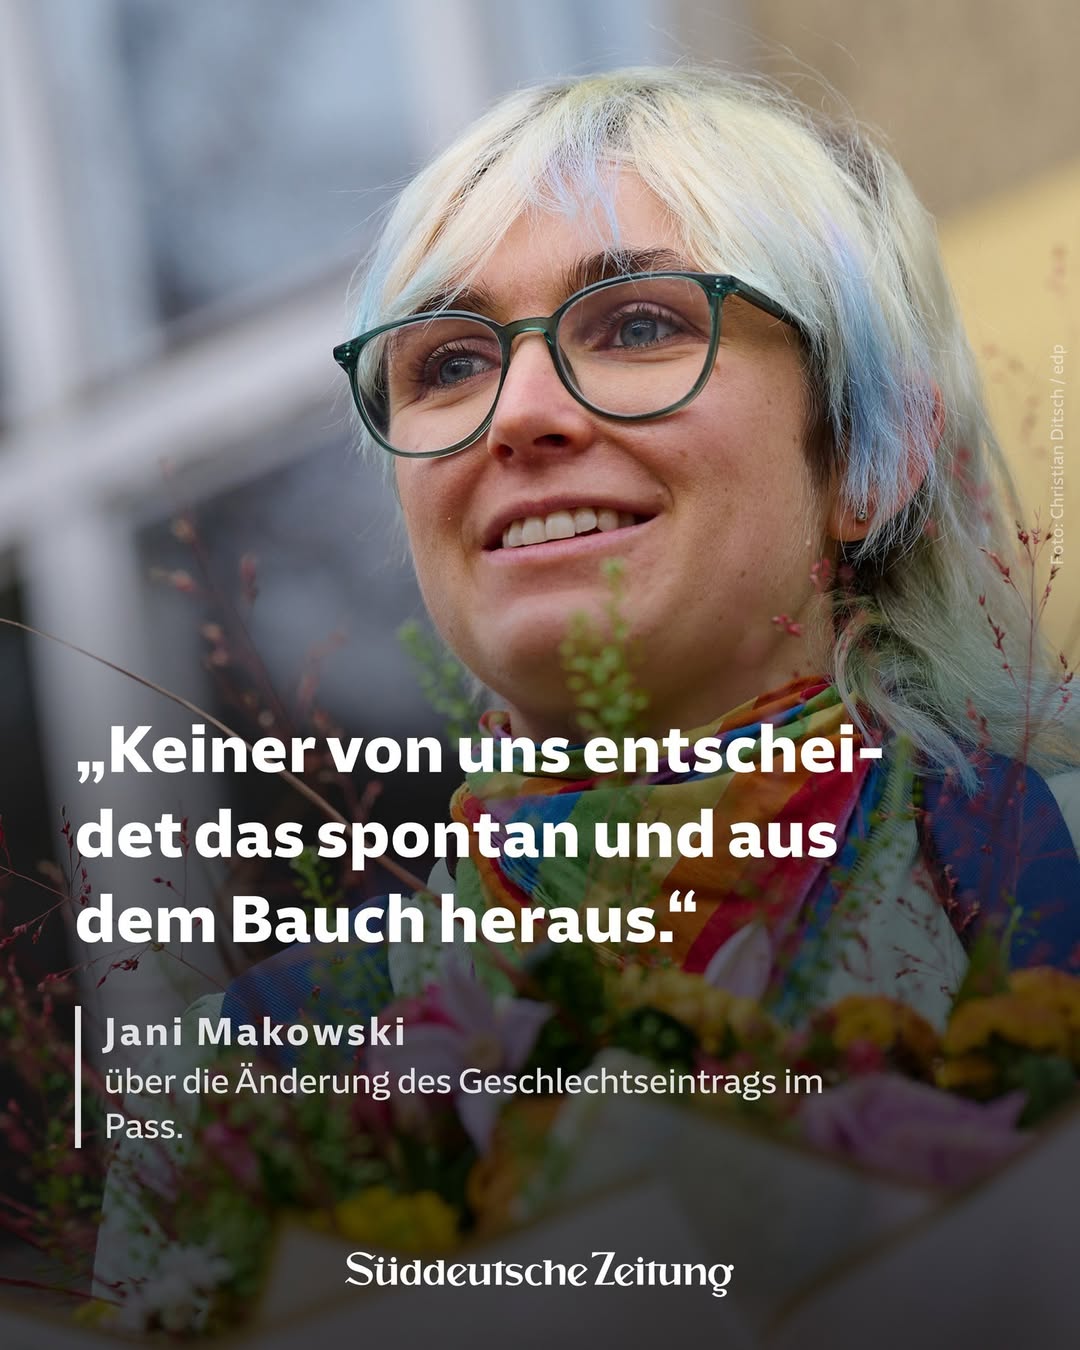 „Keiner von uns entschei-
det das spontan und aus
dem Bauch heraus.“
Jani Makowski
über die Änderung des Geschlechtseintrags im
Pass.
Süddeutsche Zeitung
Foto: Christian Ditsch / edp